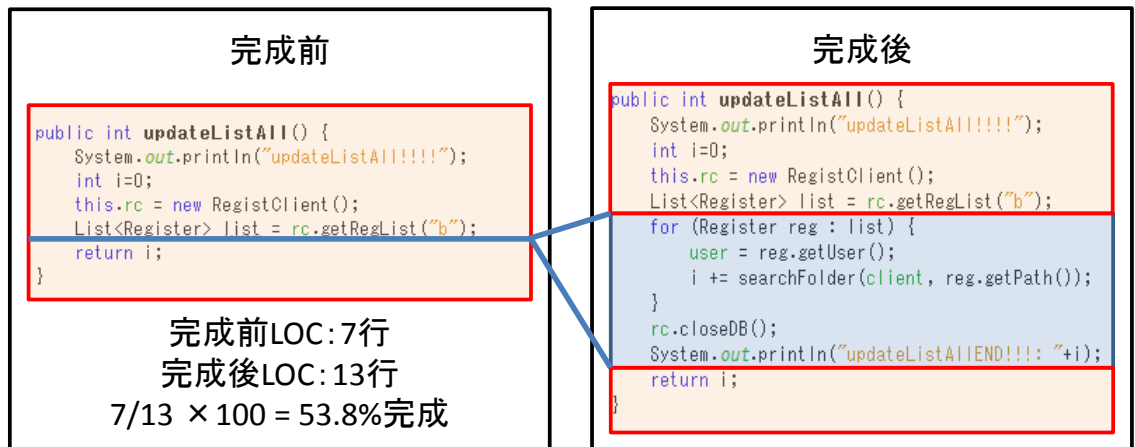 完成前
public int updateListAll() {
System.out.println("updateListAll!!!!");
int i=0;
this.rc = new RegistClient();
List<Register> list = rc.getRegList("b");
return i;
}
完成前LOC：7行
完成後LOC：13行
7/13 ×100 = 53.8%完成
完成後
public int updateListAll() {
System.out.println("updateListAll!!!!");
int i=0;
this.rc = new RegistClient();
List<Register> list = rc.getRegList("b");
for (Register reg : list) {
user = reg.getUser();
i += searchFolder(client, reg.getPath());
}
rc.closeDB();
System.out.println("updateListAllEND!!!: "+i);
return i;
}